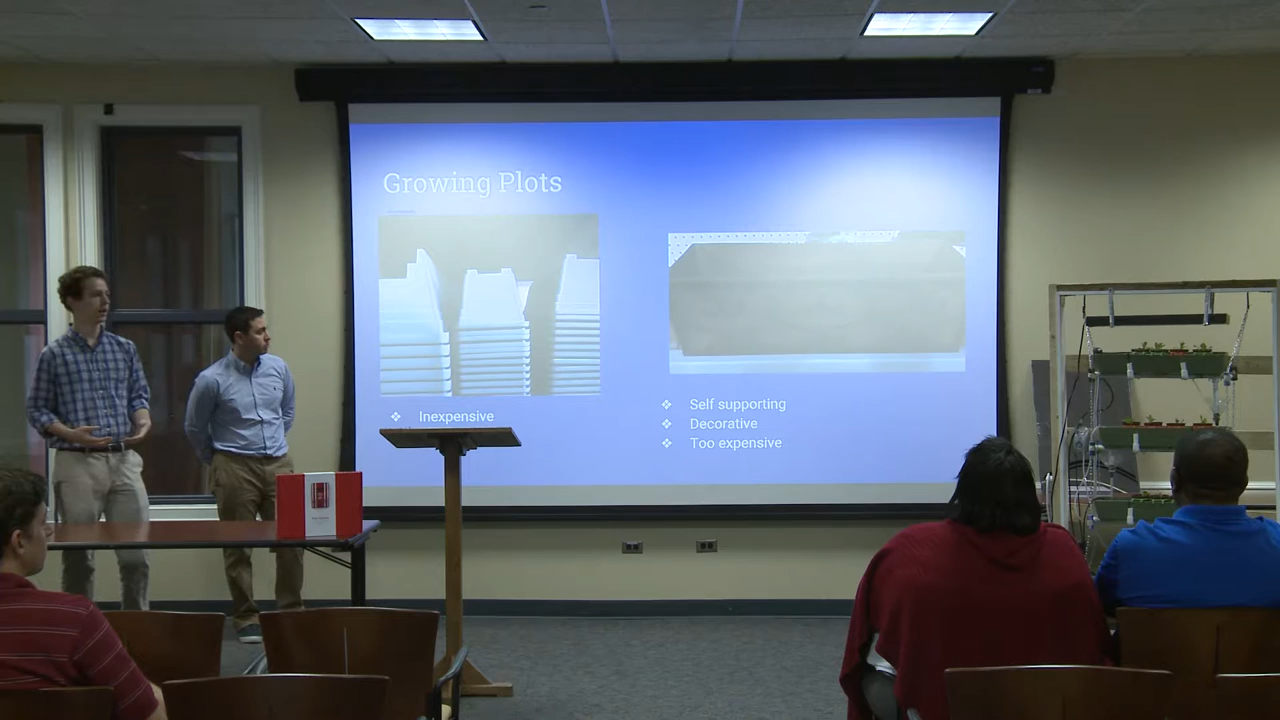 Growing Plots
❖ Inexpensive
❖ Self supporting
❖ Decorative
❖ Too expensive